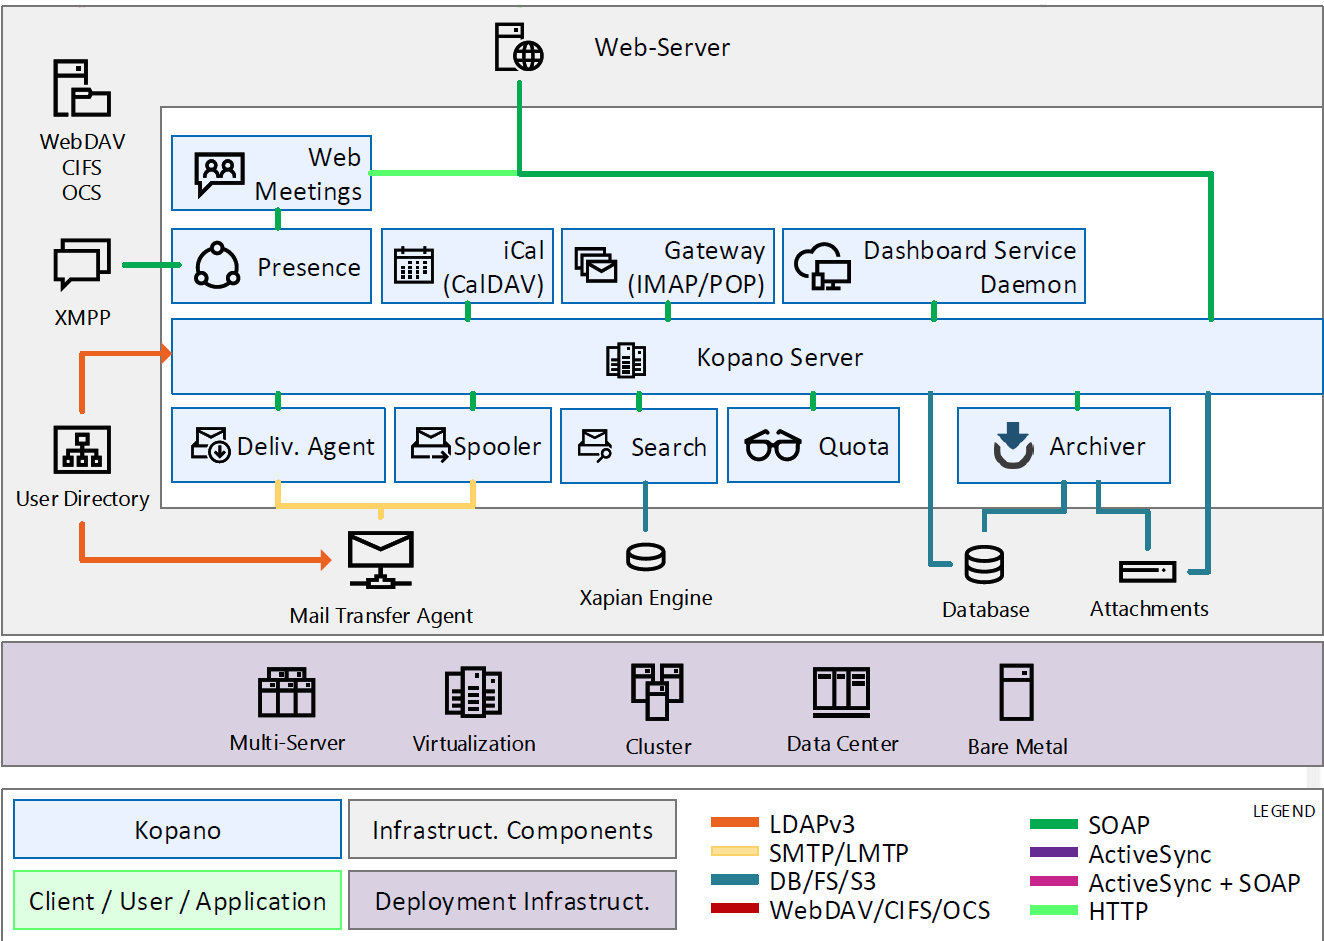 Web-Server
WebDAV
CIFS
OCS
Web
Meetings
XMPP
Presence
iCal
(CalDAV)
Gateway
(IMAP/POP)
Dashboard Service
Daemon
Kopano Server
User Directory
Deliv. Agent
Spooler
Search
Quota
Archiver
Mail Transfer Agent
Xapian Engine
Database
Attachments
Multi-Server
Virtualization
Cluster
Data Center
Bare Metal
LEGEND
Kopano
Infrastruct. Components
Client / User / Application
Deployment Infrastruct.
LDAPv3
SMTP/LMTP
DB/FS/S3
WebDAV/CIFS/OCS
SOAP
ActiveSync
ActiveSync + SOAP
HTTP